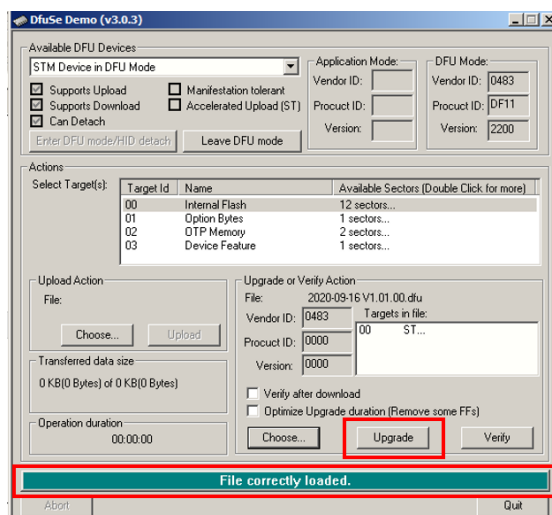 DfuSe Demo (v3.0.3)
Available DFU Devices
STM Device in DFU Mode
Supports Upload
Manifestation tolerant
Supports Download
Accelerated Upload (ST)
Can Detach
Enter DFU mode/HID detach
Leave DFU mode
Application Mode:
Vendor ID:
Procuct ID:
Version:
DFU Mode:
Vendor ID: 0483
Procuct ID: DF11
Version: 2200
Actions
Select Target(s):
Target Id Name Available Sectors (Double Click for more)
00 Internal Flash 12 sectors...
01 Option Bytes 1 sectors...
02 OTP Memory 2 sectors...
03 Device Feature 1 sectors...
Upload Action
File:
Choose... Upload
Transferred data size
0 KB(0 Bytes) of 0 KB(0 Bytes)
Operation duration
00:00:00
Upgrade or Verify Action
File: 2020-09-16 V1.01.00.dfu
Vendor ID: 0483
Procuct ID: 0000
Version: 0000
Targets in file:
00 ST...
Verify after download
Optimize Upgrade duration (Remove some FFs)
Choose... Upgrade Verify
File correctly loaded.
Abort Quit